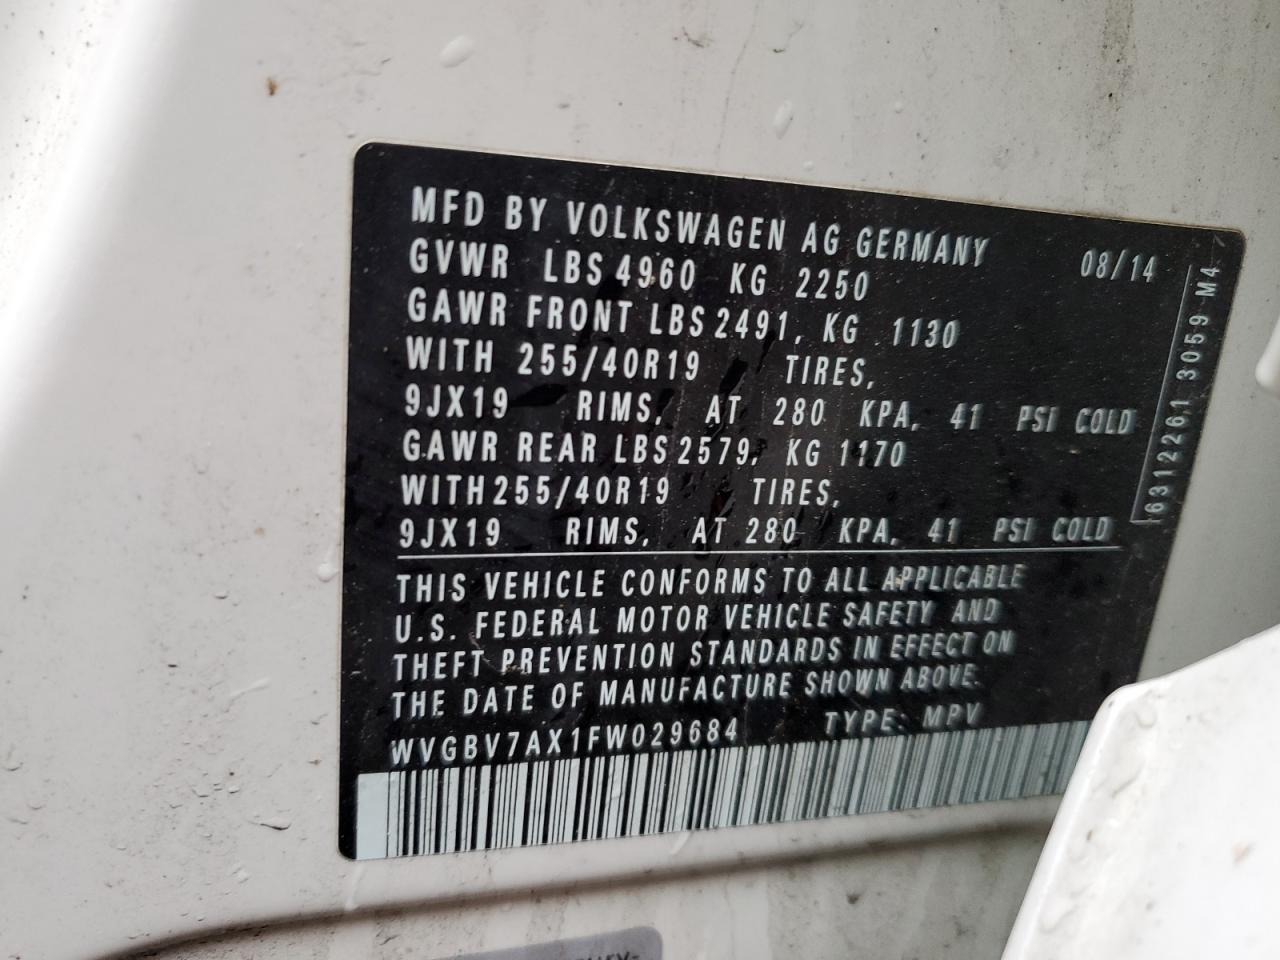 MFD BY VOLKSWAGEN AG GERMANY 08/14
GVWR LBS 4960 KG 2250
GAWR FRONT LBS 2491, KG 1130
WITH 255/40R19 TIRES,
9JX19 RIMS, AT 280 KPA, 41 PSI COLD
GAWR REAR LBS 2579, KG 1170
WITH 255/40R19 TIRES,
9JX19 RIMS, AT 280 KPA, 41 PSI COLD
THIS VEHICLE CONFORMS TO ALL APPLICABLE
U.S. FEDERAL MOTOR VEHICLE SAFETY AND
THEFT PREVENTION STANDARDS IN EFFECT ON
THE DATE OF MANUFACTURE SHOWN ABOVE.
WVGBV7AX1FW029684 TYPE: MPV
63122261 3059 M4